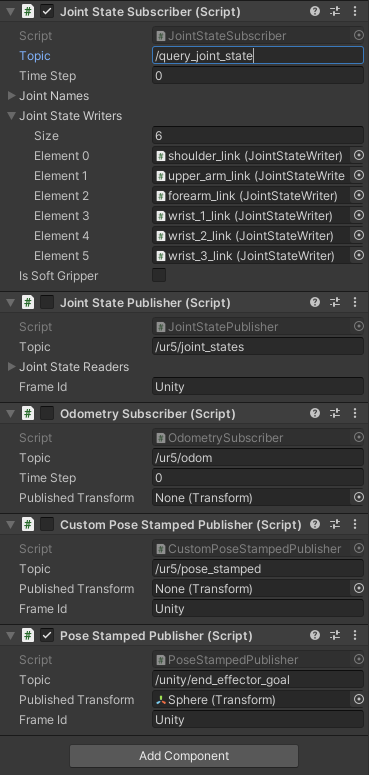 Joint State Subscriber (Script)
Script JointStateSubscriber
Topic /query_joint_state
Time Step 0
Joint Names
Joint State Writers
Size 6
Element 0 shoulder_link (JointStateWriter)
Element 1 upper_arm_link (JointStateWrite
Element 2 forearm_link (JointStateWriter)
Element 3 wrist_1_link (JointStateWriter)
Element 4 wrist_2_link (JointStateWriter)
Element 5 wrist_3_link (JointStateWriter)
Is Soft Gripper
Joint State Publisher (Script)
Script JointStatePublisher
Topic /ur5/joint_states
Joint State Readers
Frame Id Unity
Odometry Subscriber (Script)
Script OdometrySubscriber
Topic /ur5/odom
Time Step 0
Published Transform None (Transform)
Custom Pose Stamped Publisher (Script)
Script CustomPoseStampedPublisher
Topic /ur5/pose_stamped
Published Transform None (Transform)
Frame Id Unity
Pose Stamped Publisher (Script)
Script PoseStampedPublisher
Topic /unity/end_effector_goal
Published Transform Sphere (Transform)
Frame Id Unity
Add Component